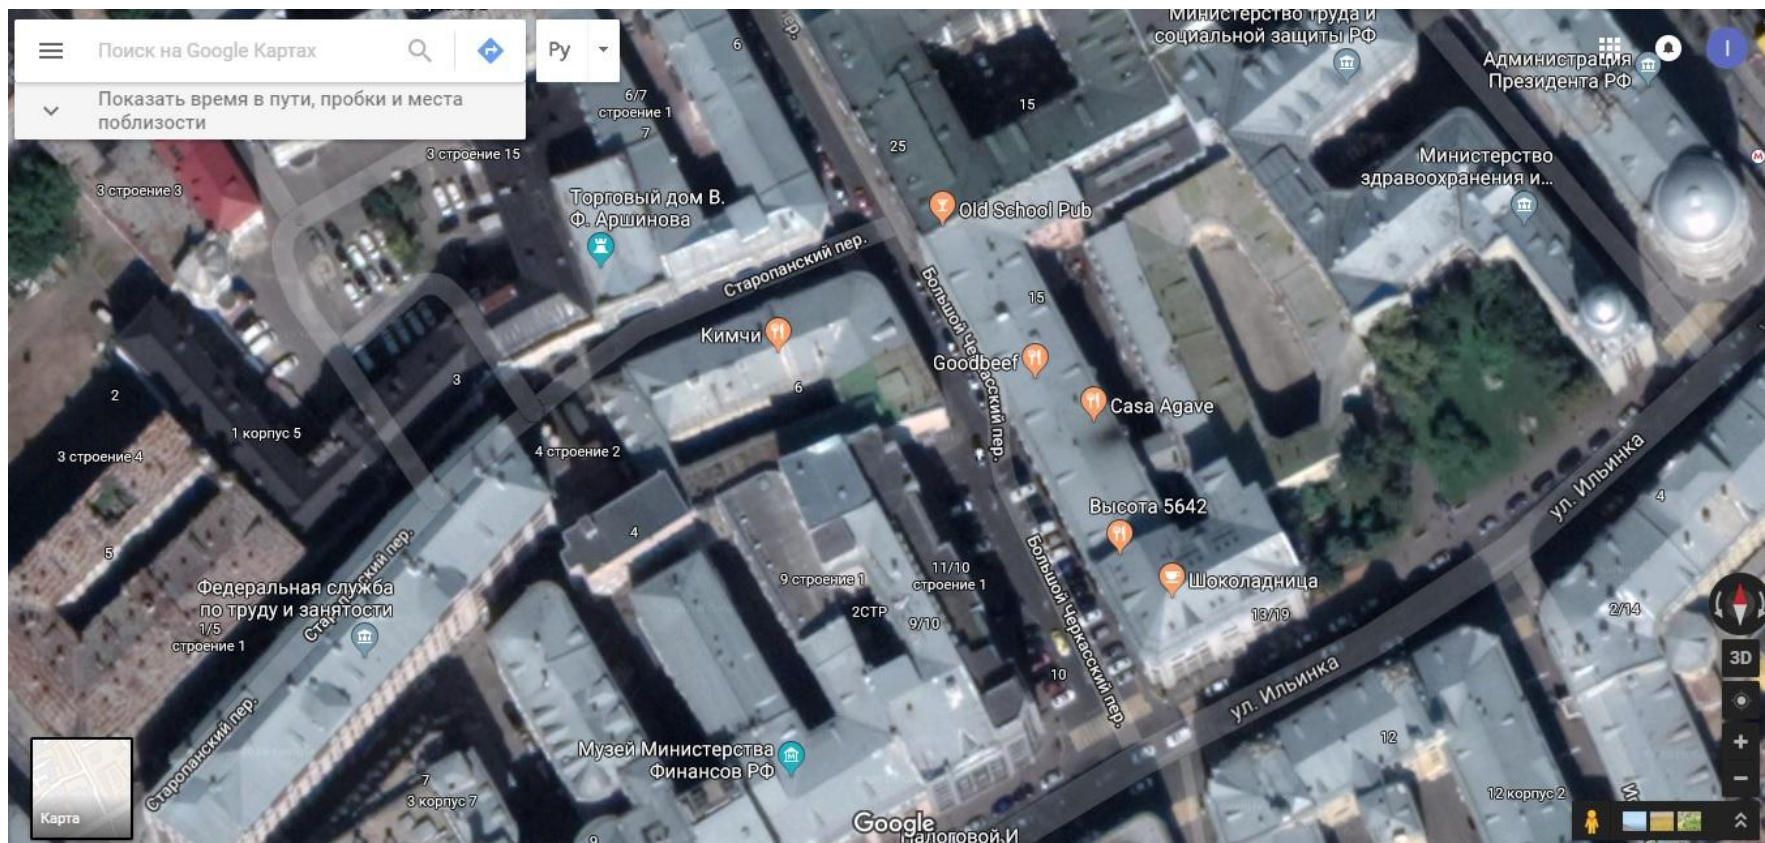 Министерство труда и
социальной защиты РФ
Поиск на Google Картах
Ру
пер.
6
Администрация
Президента РФ
I
Показать время в пути, пробки и места
поблизости
6/7
строение 1
7
15
25
3 строение 15
Министерство
здравоохранения и...
М
3 строение 3
Торговый дом В.
Ф. Аршинова
Old School Pub
Старопанский пер.
Большой Черкасский пер.
15
Кимчи
Goodbeef
3
6
2
Casa Agave
1 корпус 5
3 строение 4
4 строение 2
ул. Ильинка
4
Высота 5642
4
5
Старопанский пер.
Федеральная служба
по труду и занятости
1/5
строение 1
9 строение 1
11/10
строение 1
Большой Черкасский пер.
Шоколадница
2СТР
9/10
13/19
2/14
3D
10
ул. Ильинка
Старопанский пер.
Музей Министерства
Финансов РФ
12
7
3 корпус 7
12 корпус 2
Карта
Google
Налоговой И
9